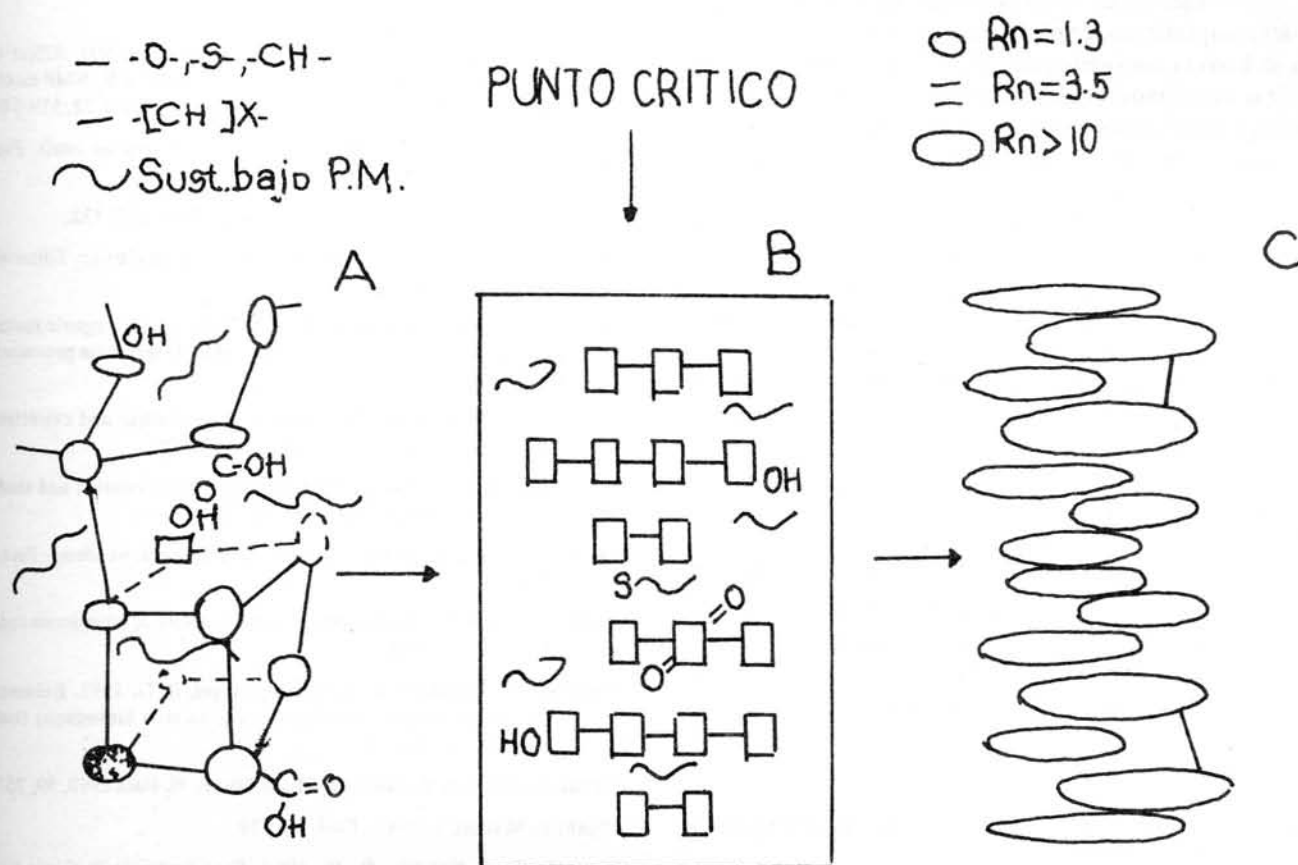 -O-,-S-,-CH-
-[CH ]X-
Sust.bajo P.M.
PUNTO CRITICO
Rn=1.3
Rn=3.5
Rn>10
A
B
C
OH
C-OH
O
OH
S
C=O
OH
OH
S
O
O
HO